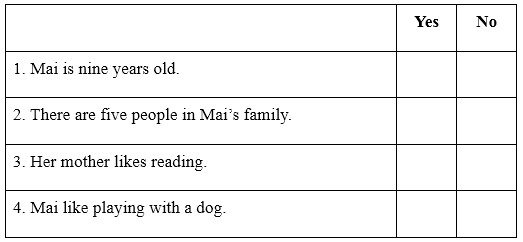 Yes No
1. Mai is nine years old.
2. There are five people in Mai’s family.
3. Her mother likes reading.
4. Mai like playing with a dog.